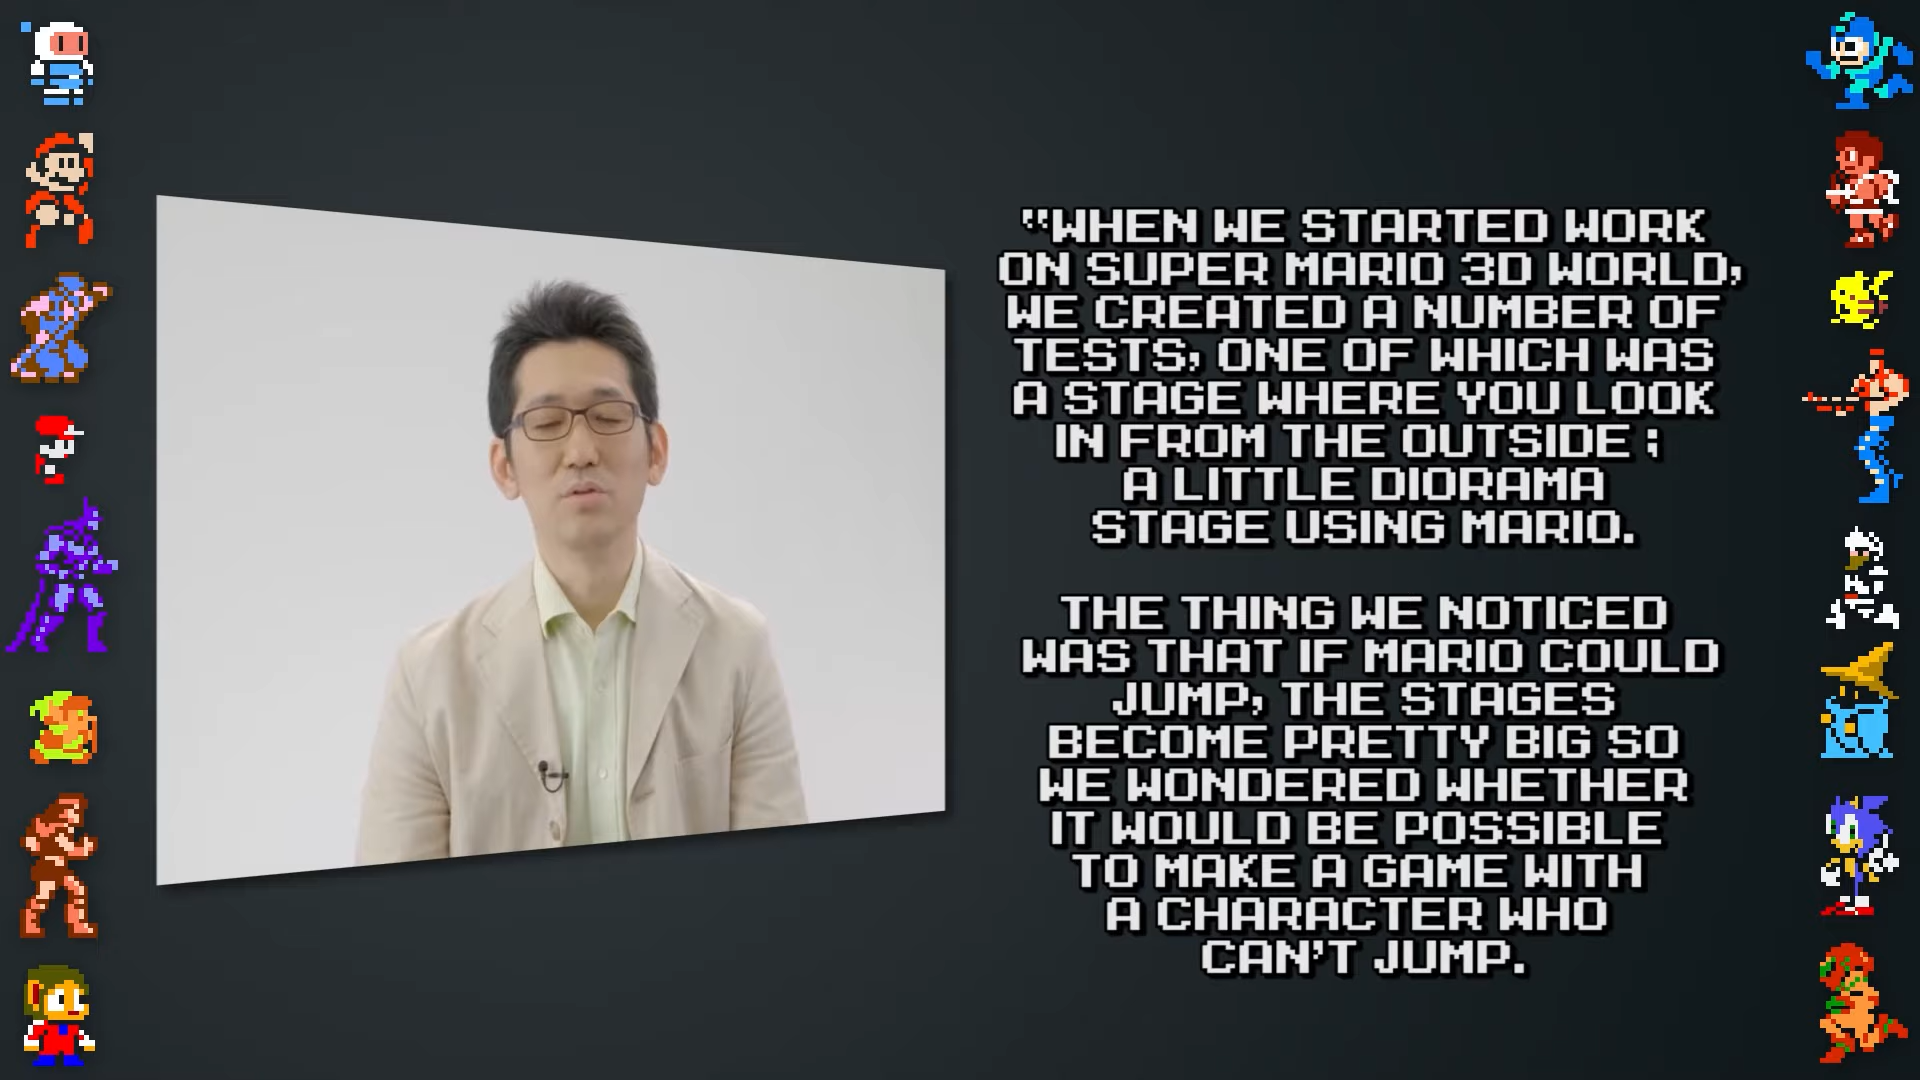 "WHEN WE STARTED WORK
ON SUPER MARIO 3D WORLD,
WE CREATED A NUMBER OF
TESTS, ONE OF WHICH WAS
A STAGE WHERE YOU LOOK
IN FROM THE OUTSIDE ;
A LITTLE DIORAMA
STAGE USING MARIO.
THE THING WE NOTICED
WAS THAT IF MARIO COULD
JUMP, THE STAGES
BECOME PRETTY BIG SO
WE WONDERED WHETHER
IT WOULD BE POSSIBLE
TO MAKE A GAME WITH
A CHARACTER WHO
CAN'T JUMP.